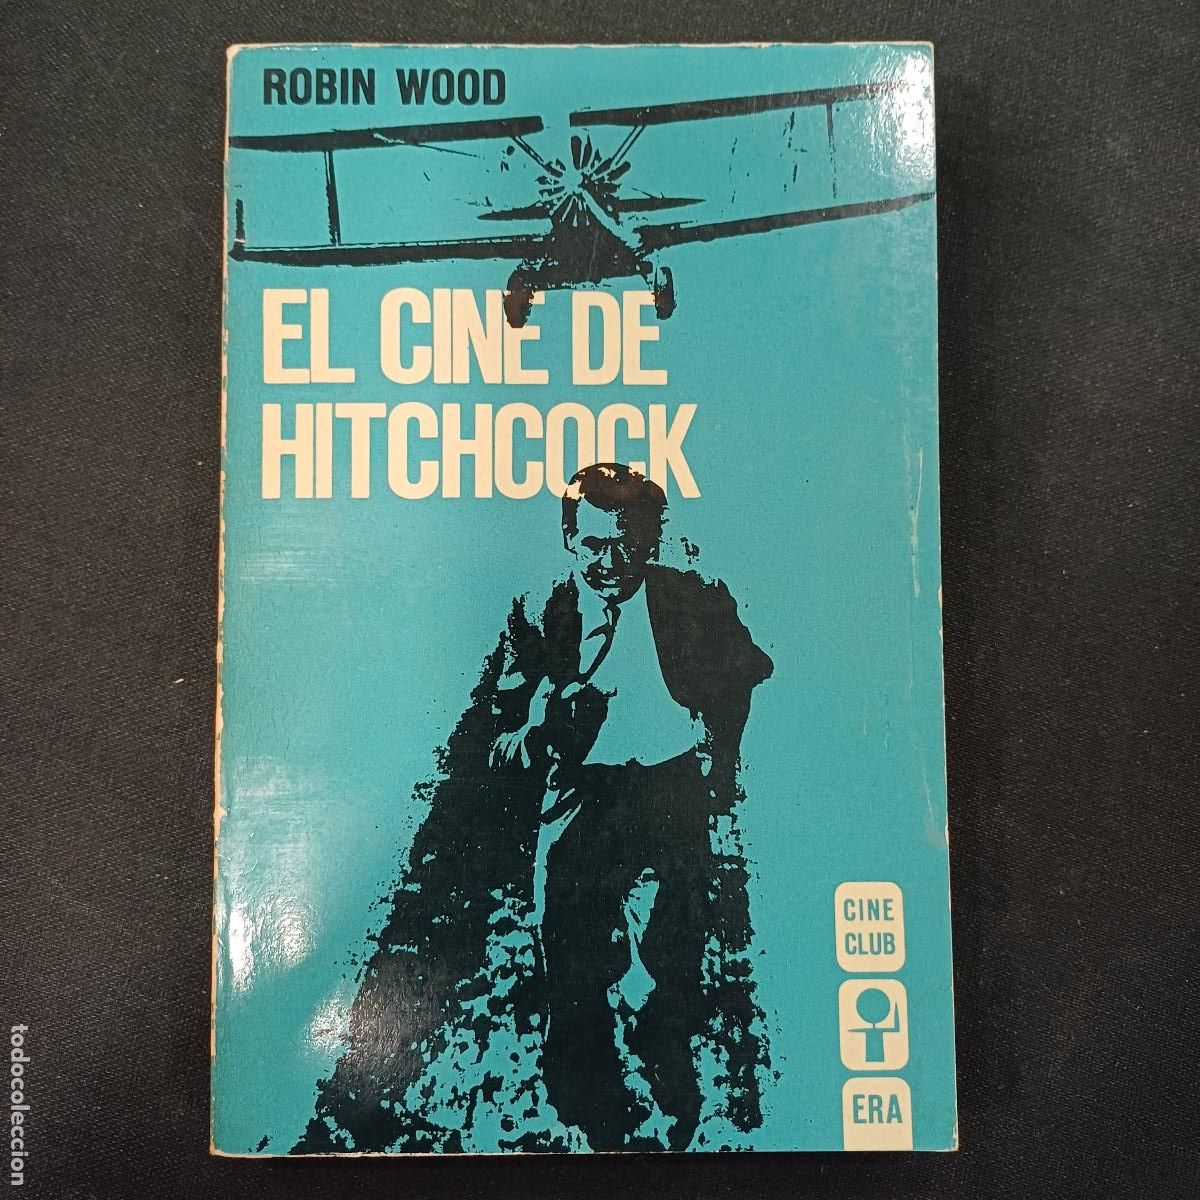 ROBIN WOOD
EL CINE DE
HITCHCOCK
CINE
CLUB
ERA
todocoleccion